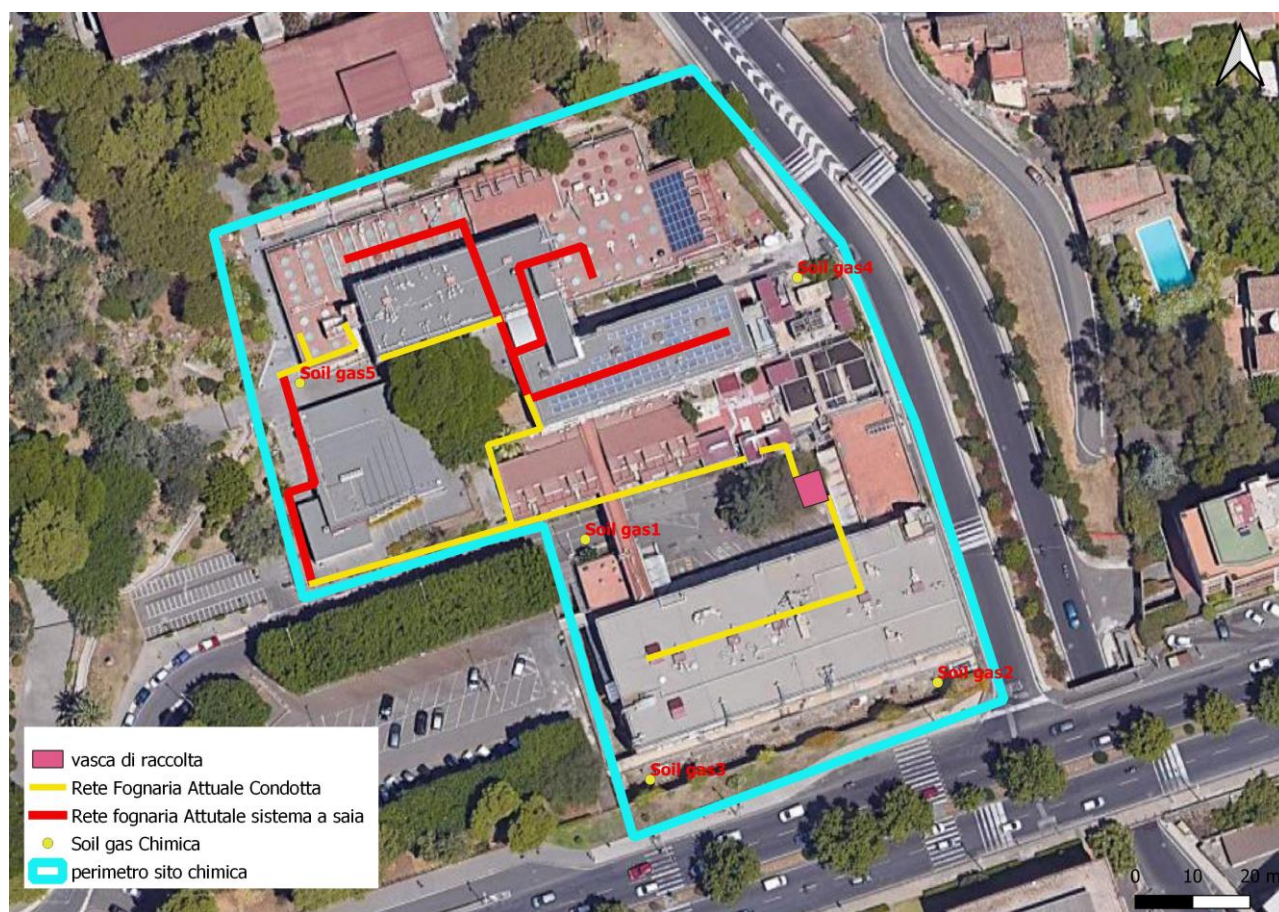 Soil gas4
Soil gas5
Soil gas1
Soil gas2
Soil gas3
vasca di raccolta
Rete Fognaria Attuale Condotta
Rete fognaria Attutale sistema a saia
Soil gas Chimica
perimetro sito chimica
0 10 20 m